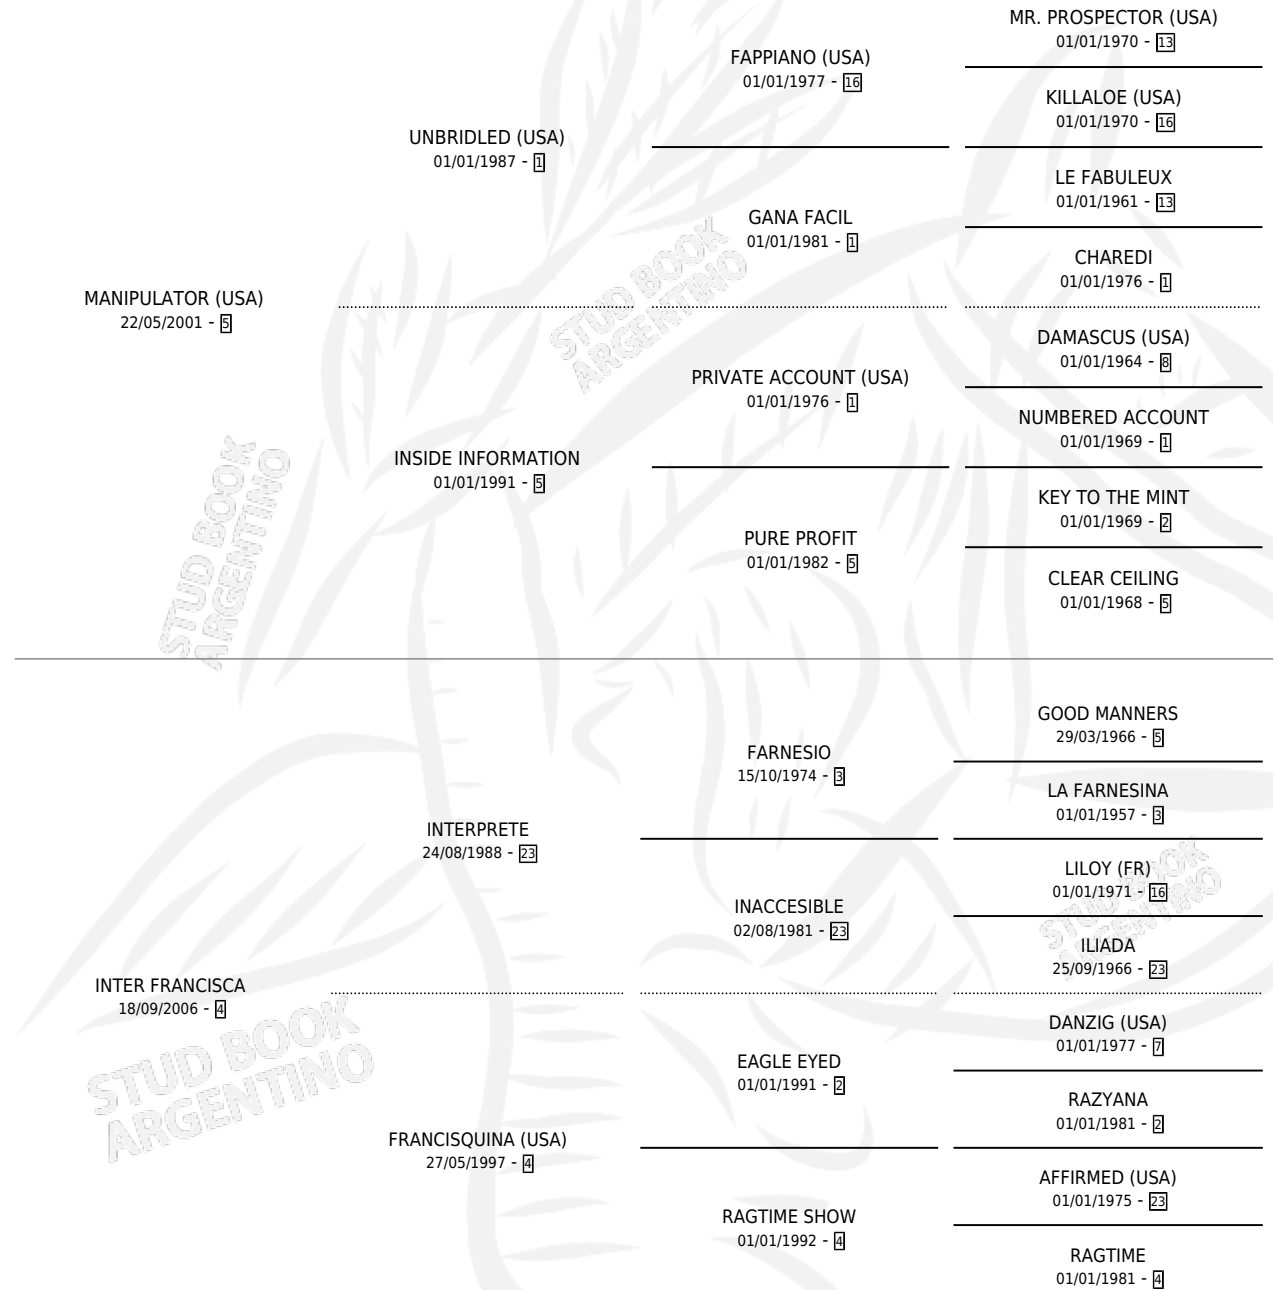 MR. PROSPECTOR (USA)
01/01/1970 - 13
FAPPIANO (USA)
01/01/1977 - 16
KILLALOE (USA)
01/01/1970 - 16
UNBRIDLED (USA)
01/01/1987 - 1
LE FABULEUX
01/01/1961 - 13
GANA FACIL
01/01/1981 - 1
CHAREDI
01/01/1976 - 1
MANIPULATOR (USA)
22/05/2001 - 5
DAMASCUS (USA)
01/01/1964 - 8
PRIVATE ACCOUNT (USA)
01/01/1976 - 1
NUMBERED ACCOUNT
01/01/1969 - 1
INSIDE INFORMATION
01/01/1991 - 5
KEY TO THE MINT
01/01/1969 - 2
PURE PROFIT
01/01/1982 - 5
CLEAR CEILING
01/01/1968 - 5
STUD BOOK
ARGENTINO
STUD BOOK
ARGENTINO
GOOD MANNERS
29/03/1966 - 5
FARNESIO
15/10/1974 - 3
LA FARNESINA
01/01/1957 - 3
INTERPRETE
24/08/1988 - 23
LILOY (FR)
01/01/1971 - 16
INACCESIBLE
02/08/1981 - 23
ILIADA
25/09/1966 - 23
INTER FRANCISCA
18/09/2006 - 4
DANZIG (USA)
01/01/1977 - 7
EAGLE EYED
01/01/1991 - 2
RAZYANA
01/01/1981 - 2
FRANCISQUINA (USA)
27/05/1997 - 4
AFFIRMED (USA)
01/01/1975 - 23
RAGTIME SHOW
01/01/1992 - 4
RAGTIME
01/01/1981 - 4
STUD BOOK
ARGENTINO
STUD BOOK
ARGENTINO